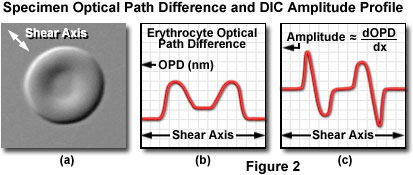 Specimen Optical Path Difference and DIC Amplitude Profile
Shear Axis
(a)
Erythrocyte Optical
Path Difference
OPD (nm)
Shear Axis
(b)
Amplitude ≈ dOPD
dx
Shear Axis
(c)
Figure 2